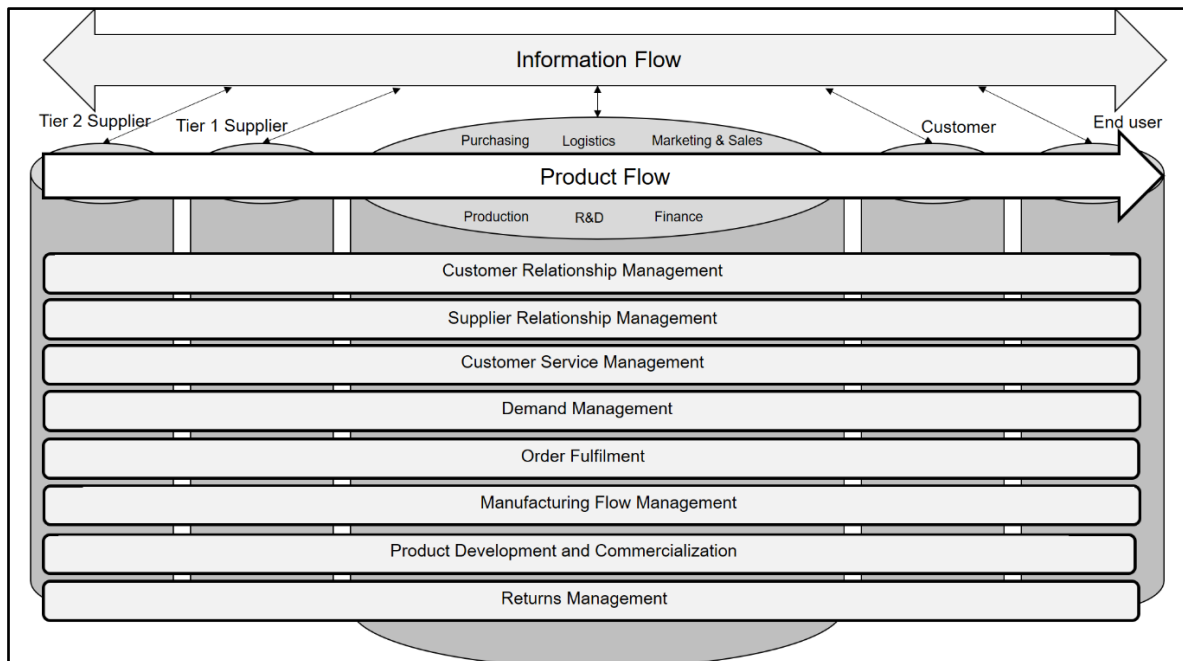 Information Flow
Tier 2 Supplier
Tier 1 Supplier
Customer
End user
Purchasing
Logistics
Marketing & Sales
Product Flow
Production
R&D
Finance
Customer Relationship Management
Supplier Relationship Management
Customer Service Management
Demand Management
Order Fulfilment
Manufacturing Flow Management
Product Development and Commercialization
Returns Management